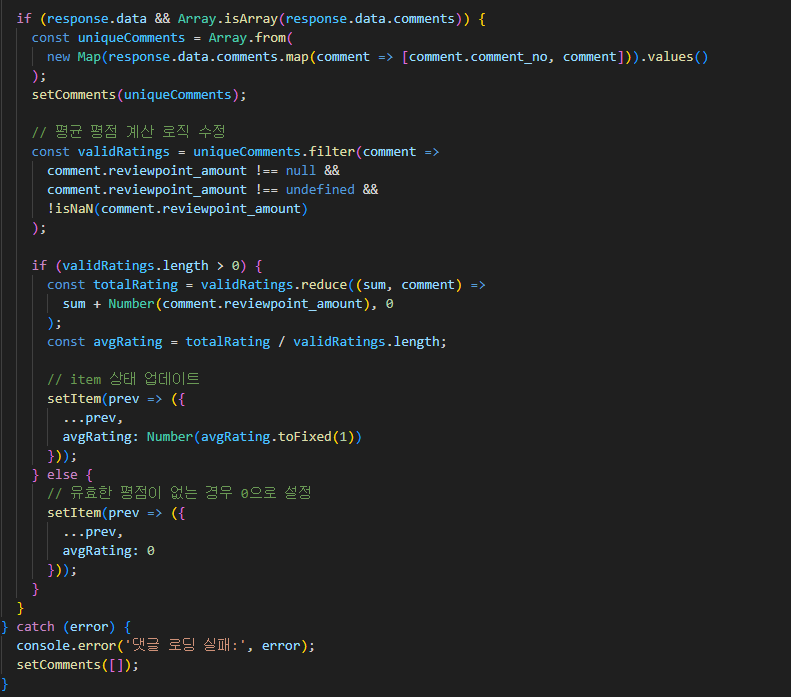 if (response.data && Array.isArray(response.data.comments)) {
const uniqueComments = Array.from(
new Map(response.data.comments.map(comment => [comment.comment_no, comment])).values()
);
setComments(uniqueComments);
// 평균 평점 계산 로직 수정
const validRatings = uniqueComments.filter(comment =>
comment.reviewpoint_amount !== null &&
comment.reviewpoint_amount !== undefined &&
!isNaN(comment.reviewpoint_amount)
);
if (validRatings.length > 0) {
const totalRating = validRatings.reduce((sum, comment) =>
sum + Number(comment.reviewpoint_amount), 0
);
const avgRating = totalRating / validRatings.length;
// item 상태 업데이트
setItem(prev => ({
...prev,
avgRating: Number(avgRating.toFixed(1))
}));
} else {
// 유효한 평점이 없는 경우 0으로 설정
setItem(prev => ({
...prev,
avgRating: 0
}));
}
}
} catch (error) {
console.error('댓글 로딩 실패:', error);
setComments([]);
}